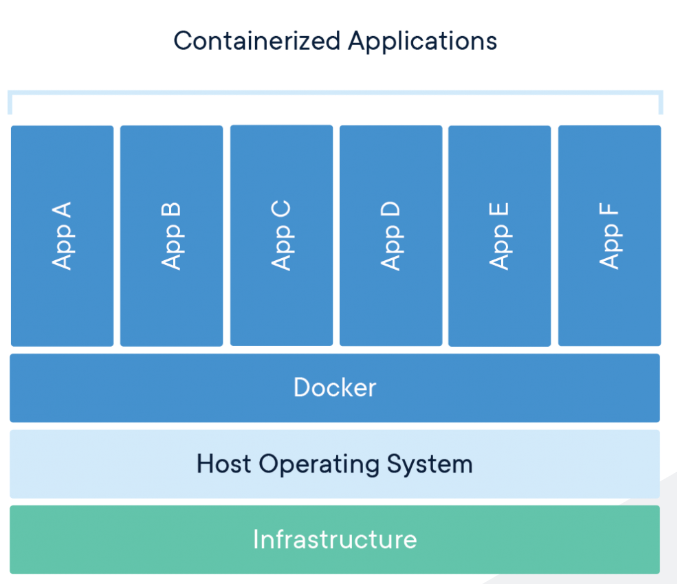 Containerized Applications
App A
App B
App C
App D
App E
App F
Docker
Host Operating System
Infrastructure